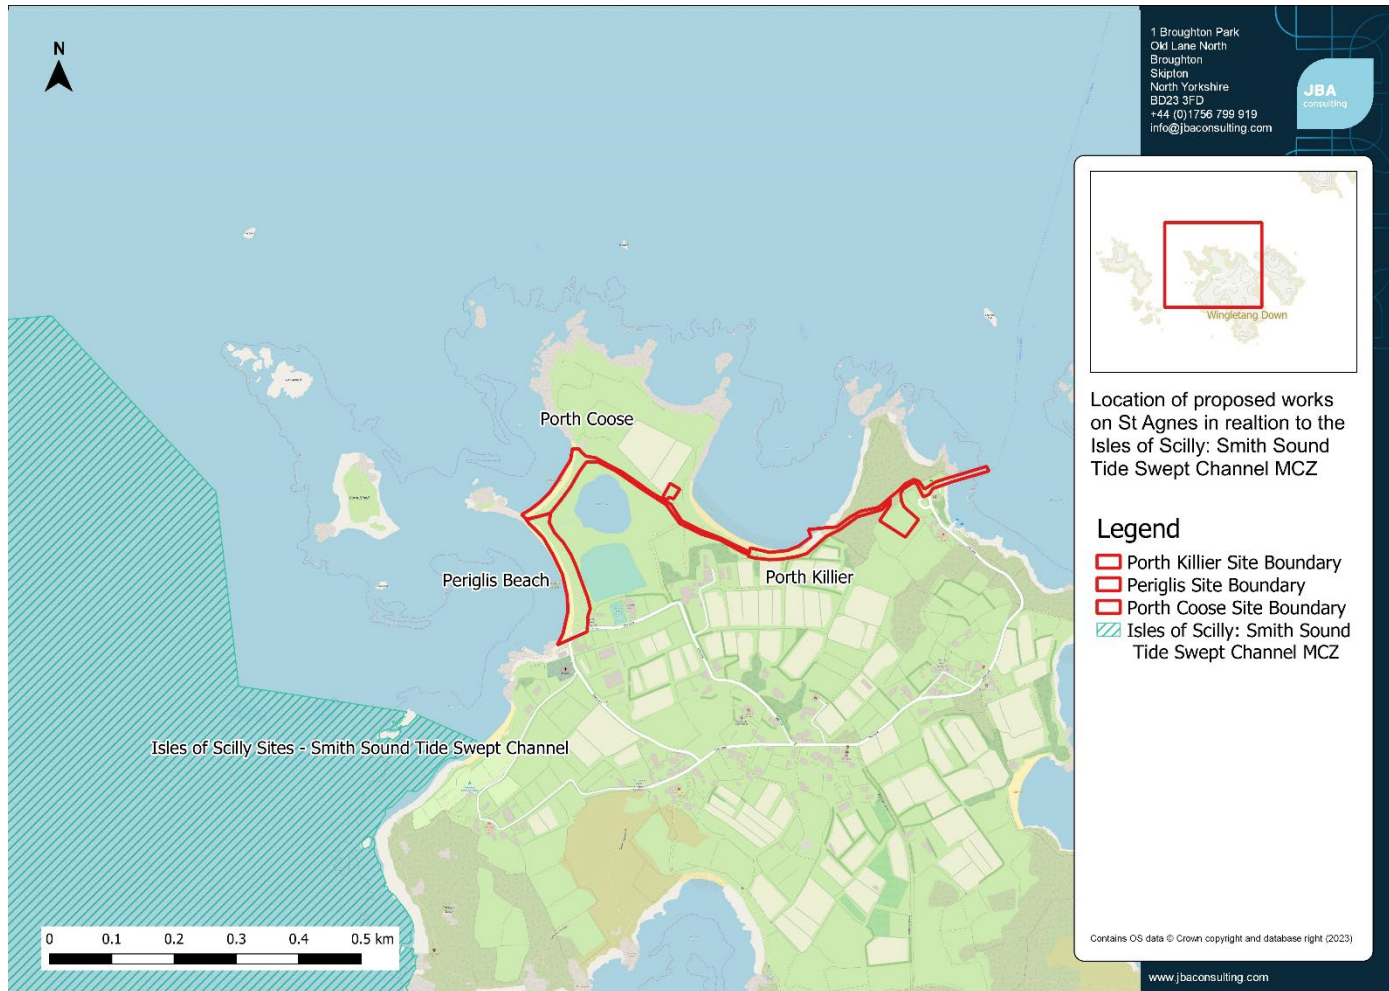 N
1 Broughton Park
Old Lane North
Broughton
Skipton
North Yorkshire
BD23 3FD
+44 (0)1756 799 919
info@jbaconsulting.com
JBA
consulting
Wingletang Down
Location of proposed works
on St Agnes in realtion to the
Isles of Scilly: Smith Sound
Tide Swept Channel MCZ
Legend
Porth Killier Site Boundary
Periglis Site Boundary
Porth Coose Site Boundary
Isles of Scilly: Smith Sound
Tide Swept Channel MCZ
Porth Coose
Periglis Beach
Porth Killier
Isles of Scilly Sites - Smith Sound Tide Swept Channel
0 0.1 0.2 0.3 0.4 0.5 km
Contains OS data © Crown copyright and database right (2023)
www.jbaconsulting.com